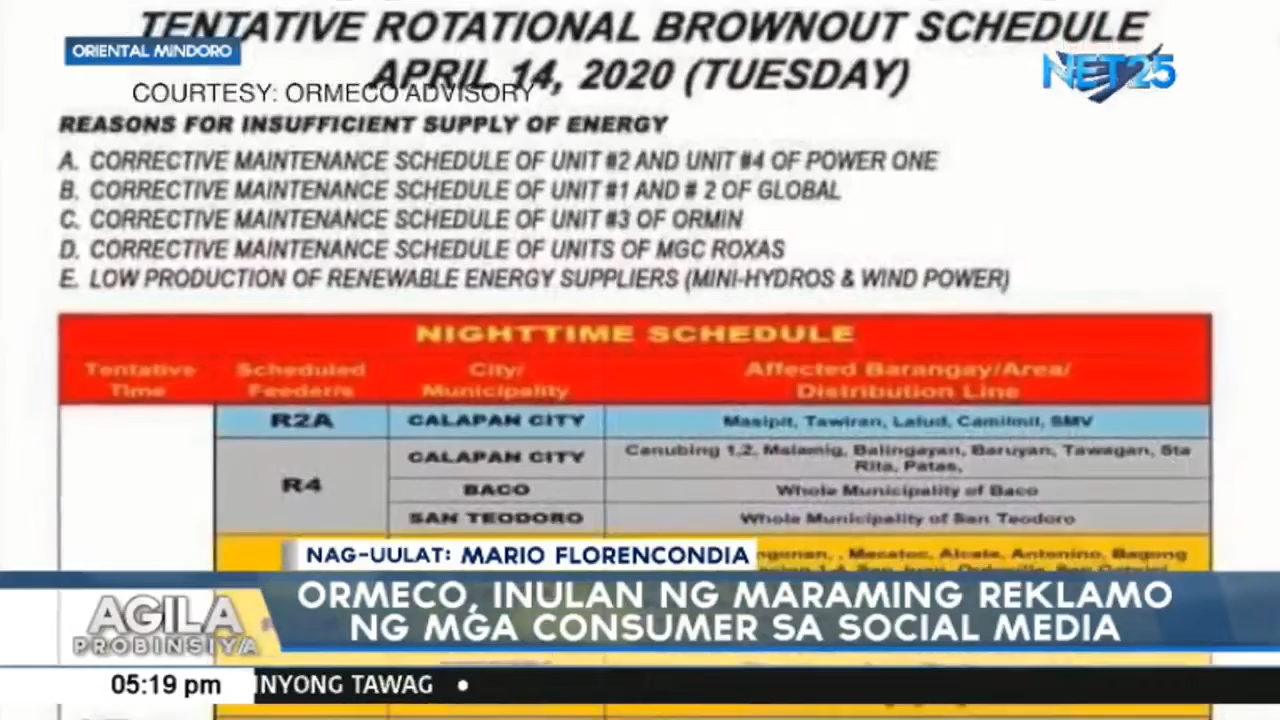 TENTATIVE ROTATIONAL BROWNOUT SCHEDULE
ORIENTAL MINDORO
NET25
APRIL 14, 2020 (TUESDAY)
COURTESY: ORMECO ADVISORY
REASONS FOR INSUFFICIENT SUPPLY OF ENERGY
A. CORRECTIVE MAINTENANCE SCHEDULE OF UNIT #2 AND UNIT #4 OF POWER ONE
B. CORRECTIVE MAINTENANCE SCHEDULE OF UNIT #1 AND # 2 OF GLOBAL
C. CORRECTIVE MAINTENANCE SCHEDULE OF UNIT #3 OF ORMIN
D. CORRECTIVE MAINTENANCE SCHEDULE OF UNITS OF MGC ROXAS
E. LOW PRODUCTION OF RENEWABLE ENERGY SUPPLIERS (MINI-HYDROS & WIND POWER)
NIGHTTIME SCHEDULE
Tentative Time
Scheduled Feeder/s
City/ Municipality
Affected Barangay/Area/ Distribution Line
R2A
CALAPAN CITY
Masipit, Tawiran, Lalud, Camilmil, SMV
R4
CALAPAN CITY
Canubing 1,2, Malamig, Balingayan, Baruyan, Tawagan, Sta
Rita, Patas,
BACO
Whole Municipality of Baco
SAN TEODORO
Whole Municipality of San Teodoro
Alcate, Antonino, Bagong
NAG-UULAT: MARIO FLORENCONDIA
ORMECO, INULAN NG MARAMING REKLAMO
NG MGA CONSUMER SA SOCIAL MEDIA
AGILA
PROBINSIYA
05:19 pm
INYONG TAWAG •